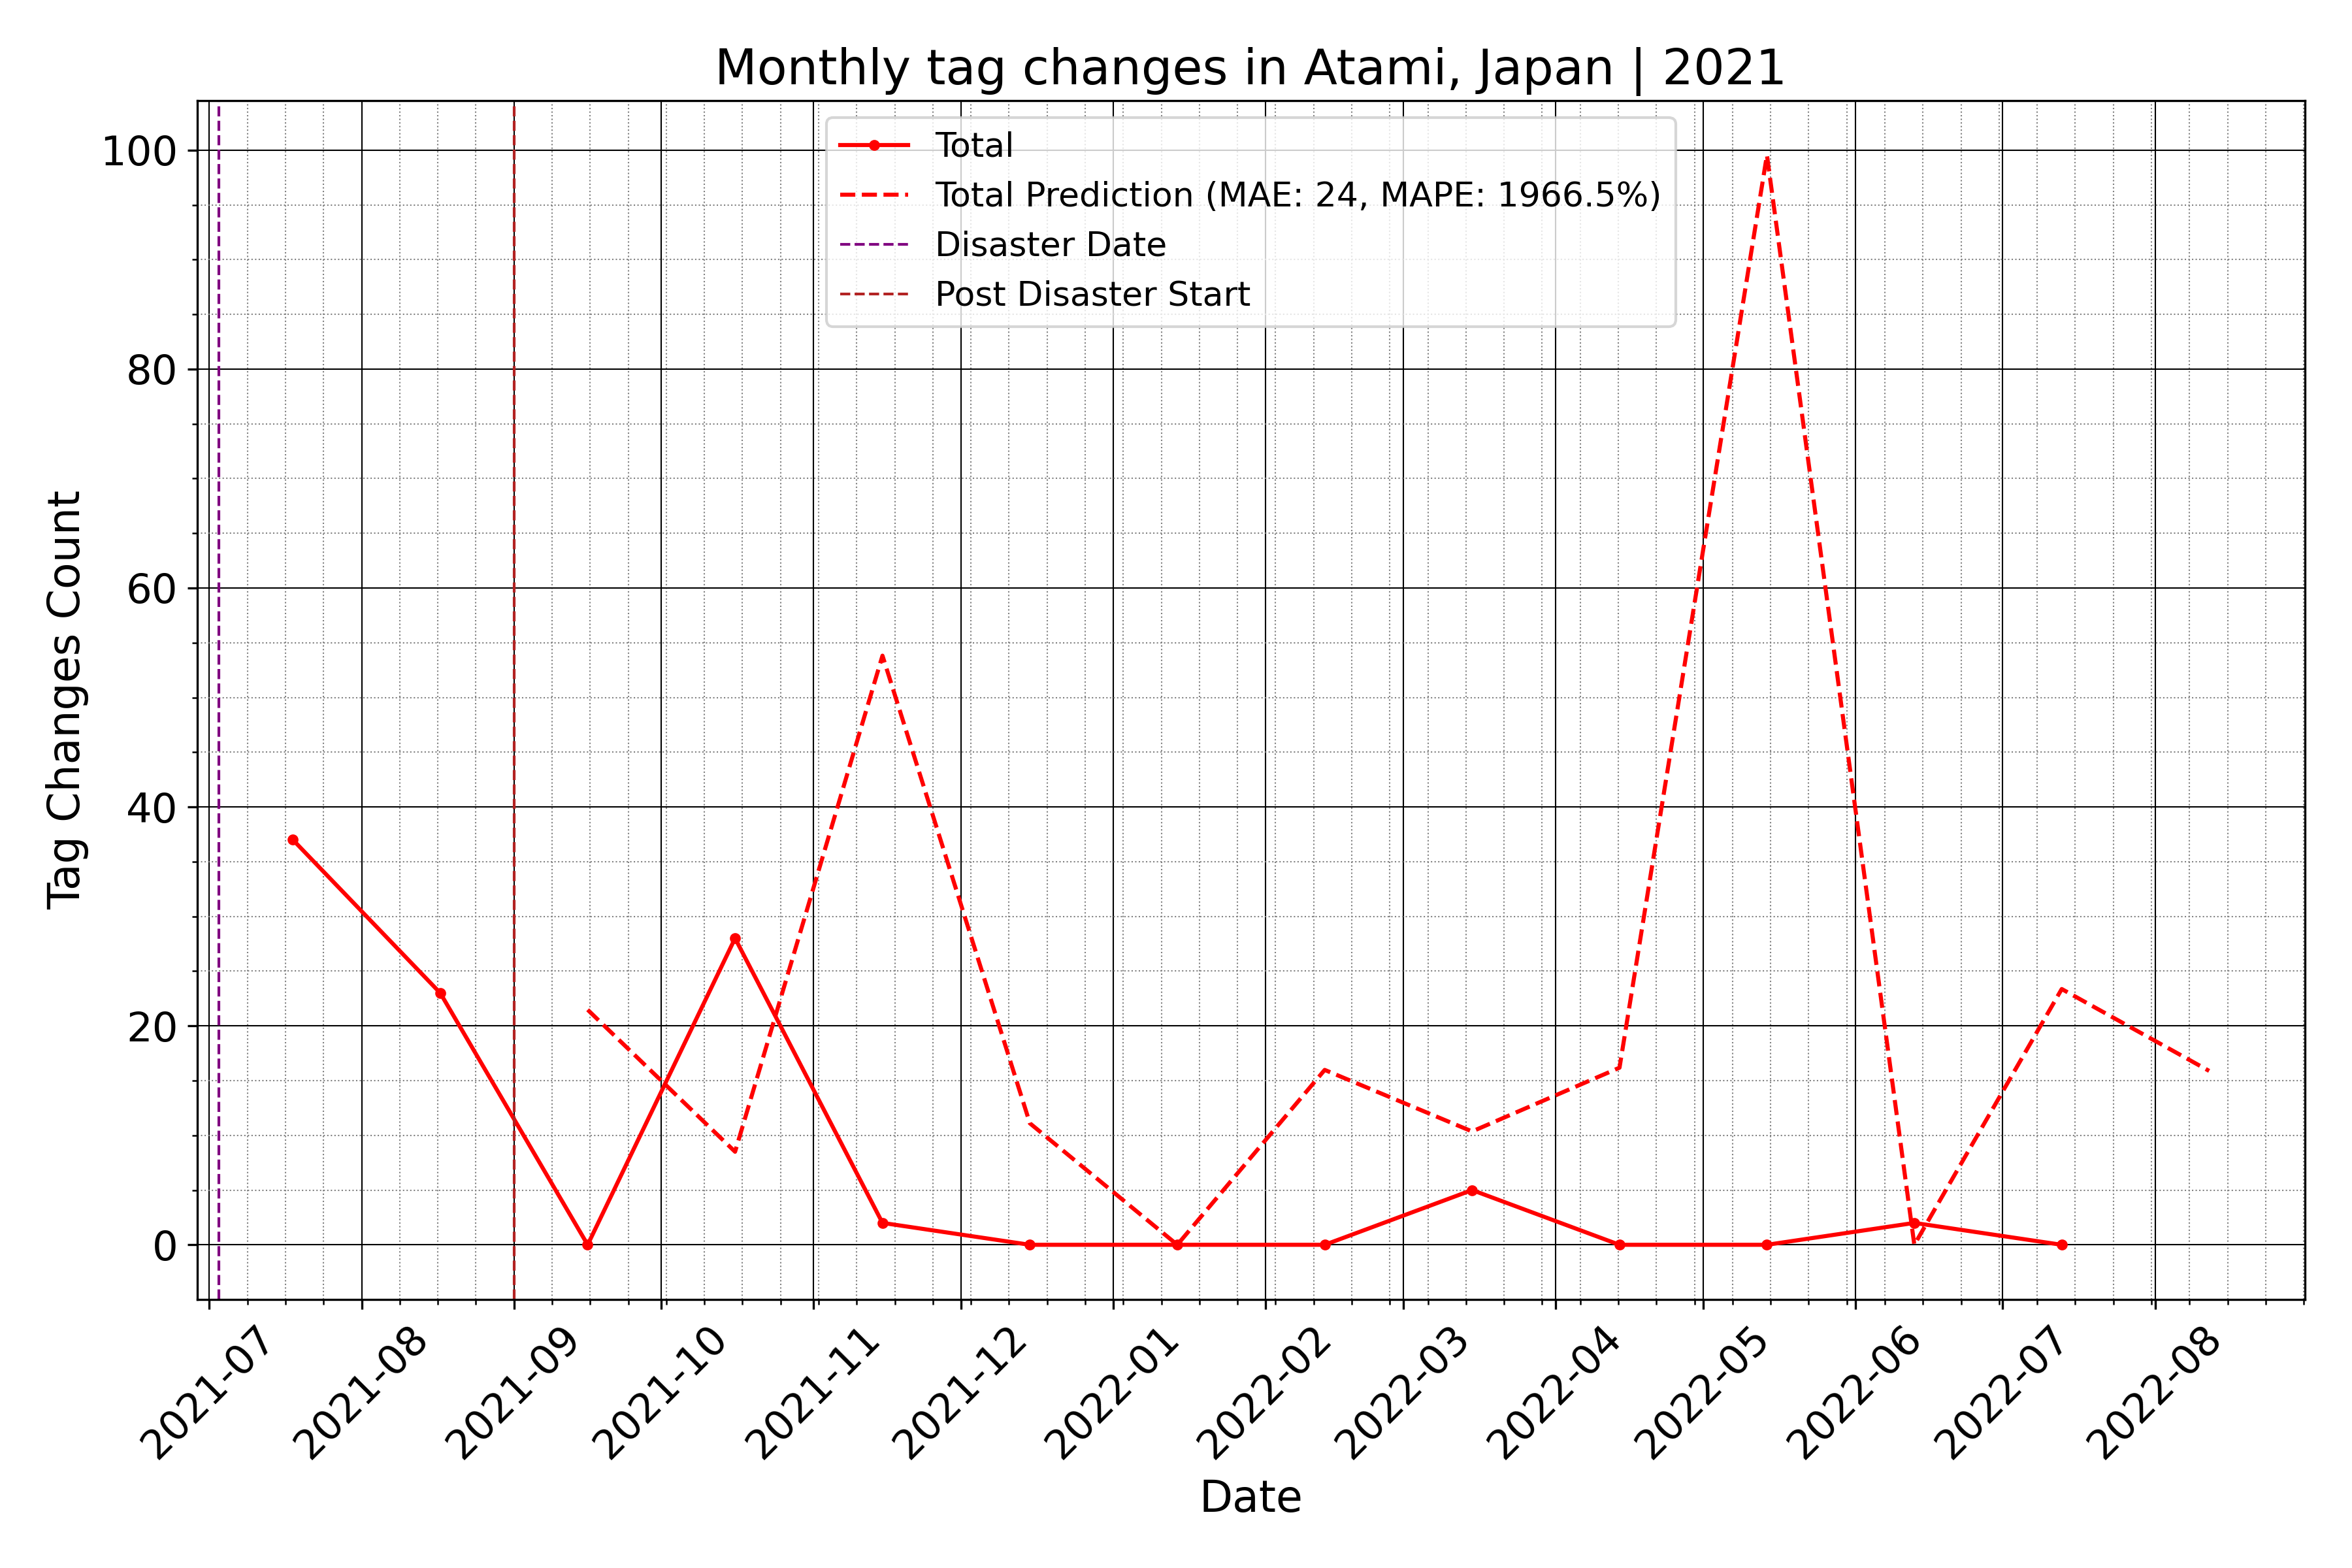 Monthly tag changes in Atami, Japan | 2021
Total
Total Prediction (MAE: 24, MAPE: 1966.5%)
Disaster Date
Post Disaster Start
Tag Changes Count
100
80
60
40
20
0
2021-07
2021-08
2021-09
2021-10
2021-11
2021-12
2022-01
2022-02
2022-03
2022-04
2022-05
2022-06
2022-07
2022-08
Date